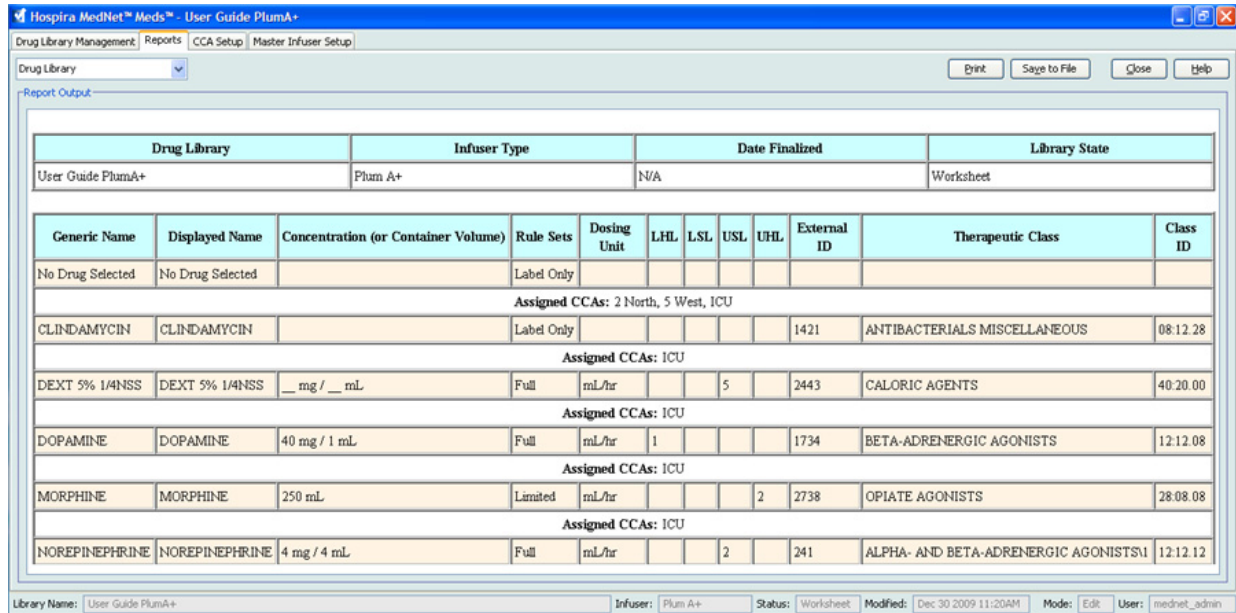 Hospira MedNet™ Meds™ - User Guide PlumA+
Drug Library Management Reports CCA Setup Master Infuser Setup
Drug Library Print Save to File Close Help
Report Output
Drug Library Infuser Type Date Finalized Library State
User Guide PlumA+ Plum A+ N/A Worksheet
Generic Name Displayed Name Concentration (or Container Volume) Rule Sets Dosing Unit LHL LSL USL UHL External ID Therapeutic Class Class ID
No Drug Selected No Drug Selected Label Only
Assigned CCAs: 2 North, 5 West, ICU
CLINDAMYCIN CLINDAMYCIN Label Only 1421 ANTIBACTERIALS MISCELLANEOUS 08:12.28
Assigned CCAs: ICU
DEXT 5% 1/4NSS DEXT 5% 1/4NSS __ mg / __ mL Full mL/hr 5 2443 CALORIC AGENTS 40:20.00
Assigned CCAs: ICU
DOPAMINE DOPAMINE 40 mg / 1 mL Full mL/hr 1 1734 BETA-ADRENERGIC AGONISTS 12:12.08
Assigned CCAs: ICU
MORPHINE MORPHINE 250 mL Limited mL/hr 2 2738 OPIATE AGONISTS 28:08.08
Assigned CCAs: ICU
NOREPINEPHRINE NOREPINEPHRINE 4 mg / 4 mL Full mL/hr 2 241 ALPHA- AND BETA-ADRENERGIC AGONISTS\1 12:12.12
Library Name: User Guide PlumA+ Infuser: Plum A+ Status: Worksheet Modified: Dec 30 2009 11:20AM Mode: Edit User: mednet_admin